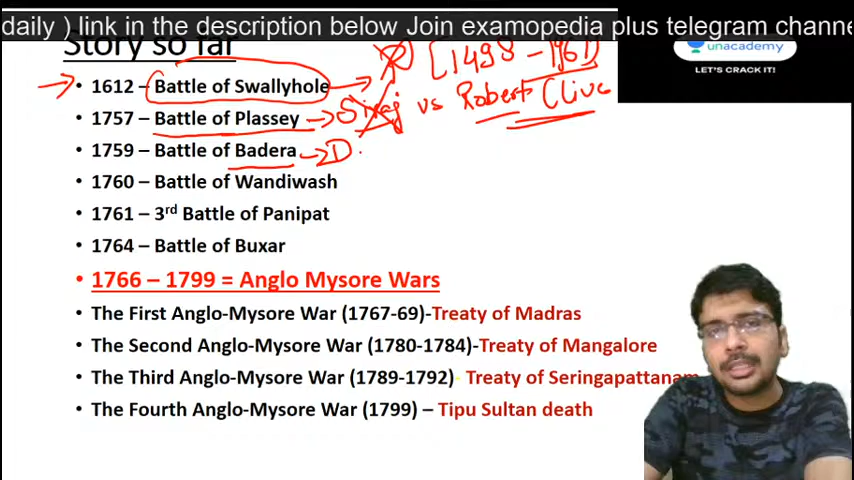 daily ) link in the description below Join examopedia plus telegram channe
Story so far
[1498 - 1961]
unacademy
LET'S CRACK IT!
• 1612 – Battle of Swallyhole
• 1757 – Battle of Plassey → Siraj vs Robert Clive
• 1759 – Battle of Badera → D.
• 1760 – Battle of Wandiwash
• 1761 – 3rd Battle of Panipat
• 1764 – Battle of Buxar
• 1766 – 1799 = Anglo Mysore Wars
• The First Anglo-Mysore War (1767-69)-Treaty of Madras
• The Second Anglo-Mysore War (1780-1784)-Treaty of Mangalore
• The Third Anglo-Mysore War (1789-1792)- Treaty of Seringapattanam
• The Fourth Anglo-Mysore War (1799) – Tipu Sultan death